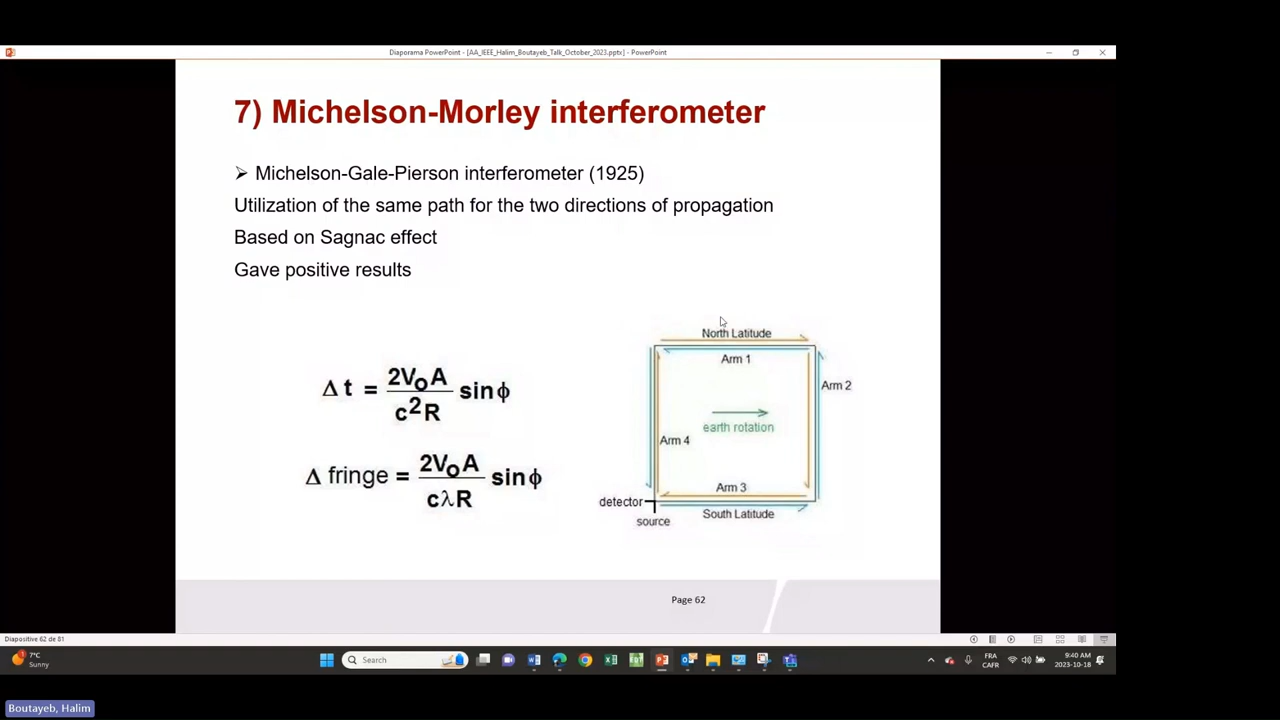 Diaporama PowerPoint - [AA_IEEE_Halim_Boutayeb_Talk_October_2023.pptx] - PowerPoint
7) Michelson-Morley interferometer
➢ Michelson-Gale-Pierson interferometer (1925)
Utilization of the same path for the two directions of propagation
Based on Sagnac effect
Gave positive results
Δ t = 2VoA / c²R sin ϕ
Δ fringe = 2VoA / cλR sin ϕ
North Latitude
Arm 1
Arm 2
earth rotation
Arm 4
Arm 3
detector
South Latitude
source
Page 62
Diapositive 62 de 81
7°C
Sunny
Search
FRA
CAFR
9:40 AM
2023-10-18
Boutayeb, Halim